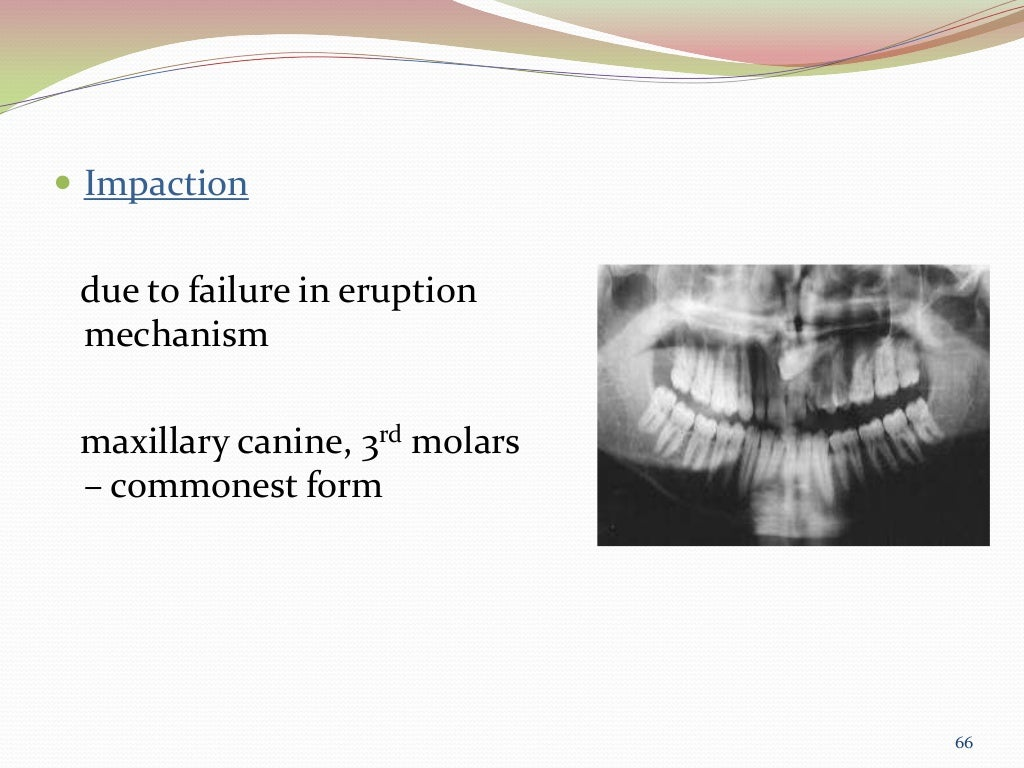 • Impaction
due to failure in eruption
mechanism
maxillary canine, 3rd molars
– commonest form
66